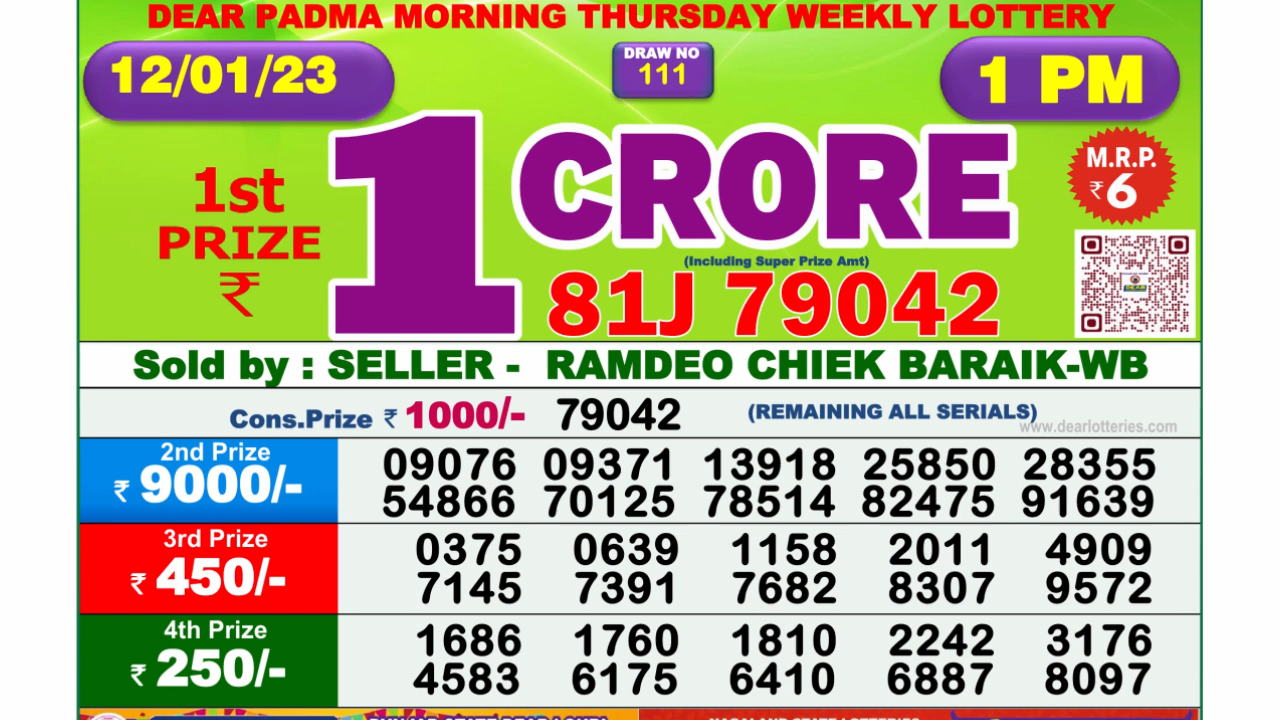 DEAR PADMA MORNING THURSDAY WEEKLY LOTTERY
12/01/23
DRAW NO
111
1 PM
1st
PRIZE
₹
1 CRORE
M.R.P.
₹6
(Including Super Prize Amt)
81J 79042
Sold by : SELLER - RAMDEO CHIEK BARAIK-WB
Cons.Prize ₹ 1000/- 79042 (REMAINING ALL SERIALS)
www.dearlotteries.com
2nd Prize
₹ 9000/-
09076 09371 13918 25850 28355
54866 70125 78514 82475 91639
3rd Prize
₹ 450/-
0375 0639 1158 2011 4909
7145 7391 7682 8307 9572
4th Prize
₹ 250/-
1686 1760 1810 2242 3176
4583 6175 6410 6887 8097